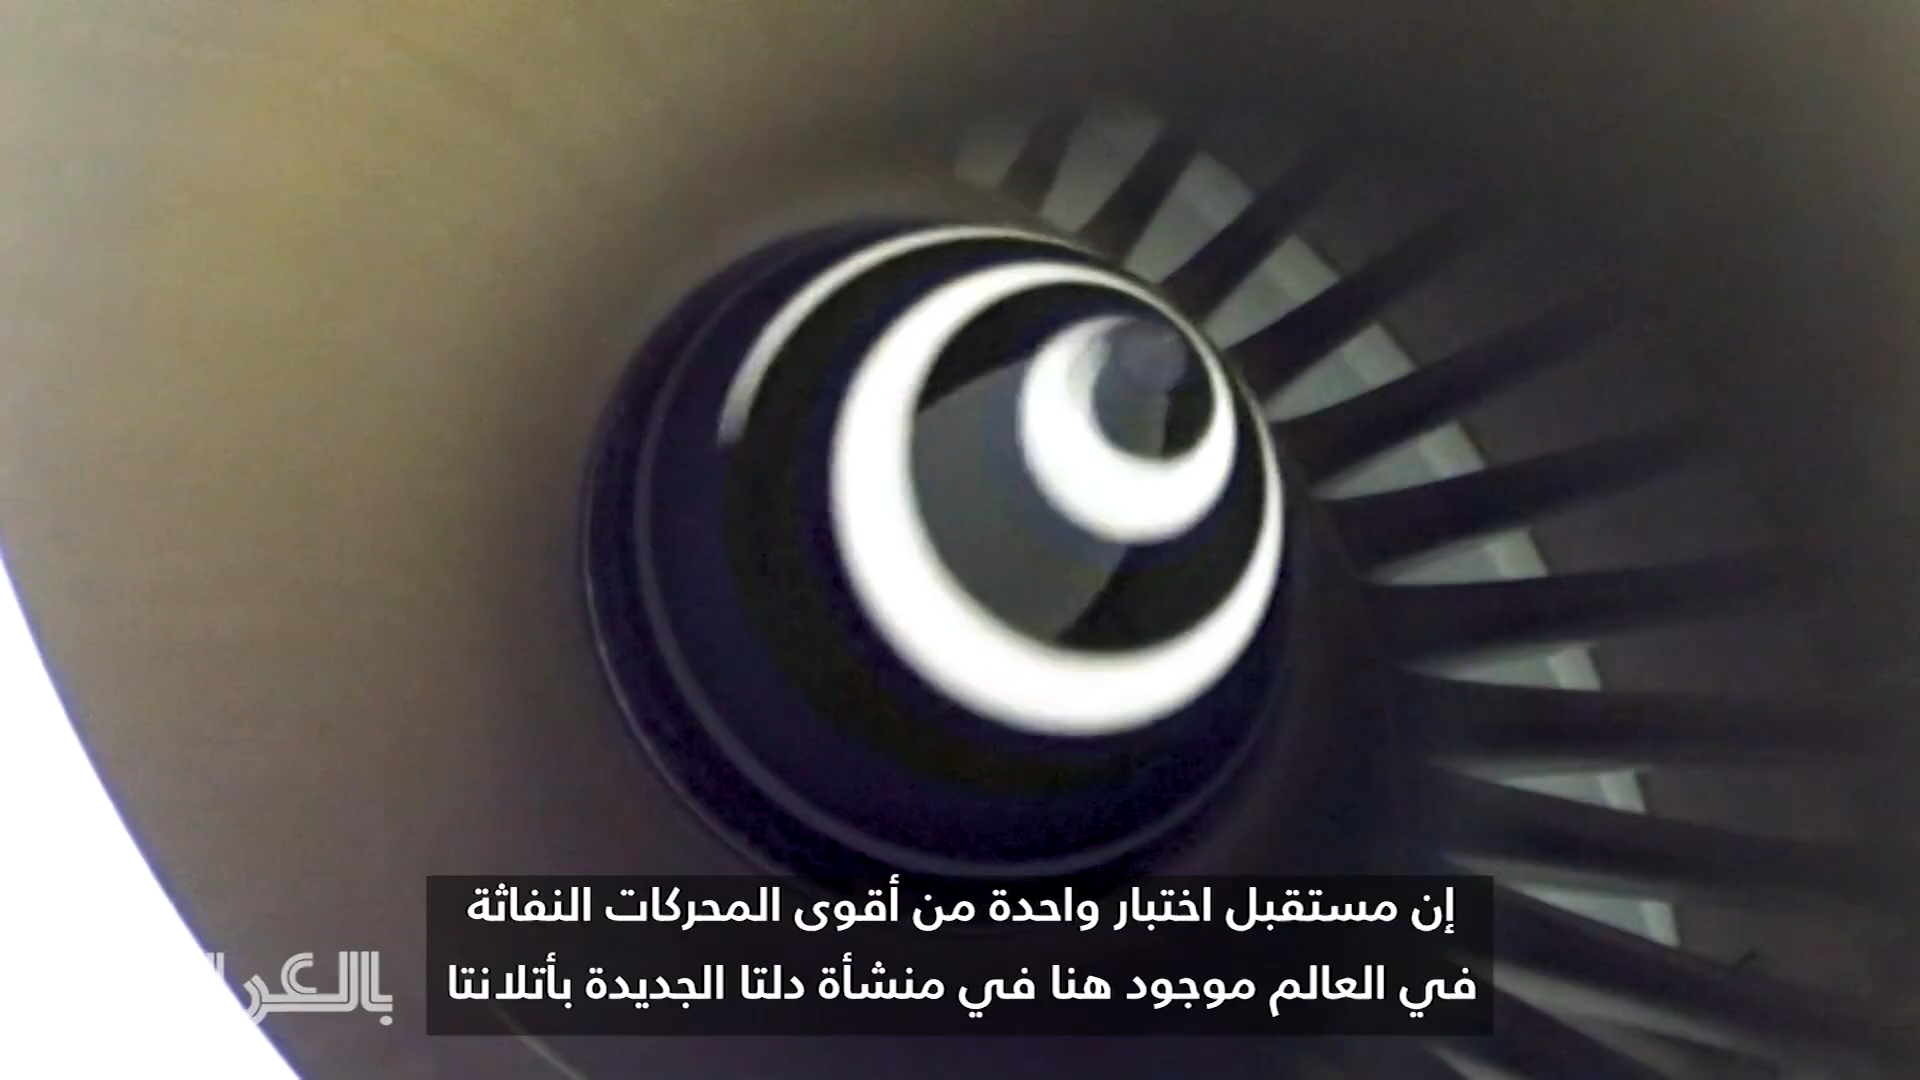 إن مستقبل اختبار واحدة من أقوى المحركات النفاثة
في العالم موجود هنا في منشأة دلتا الجديدة بأتلانتا